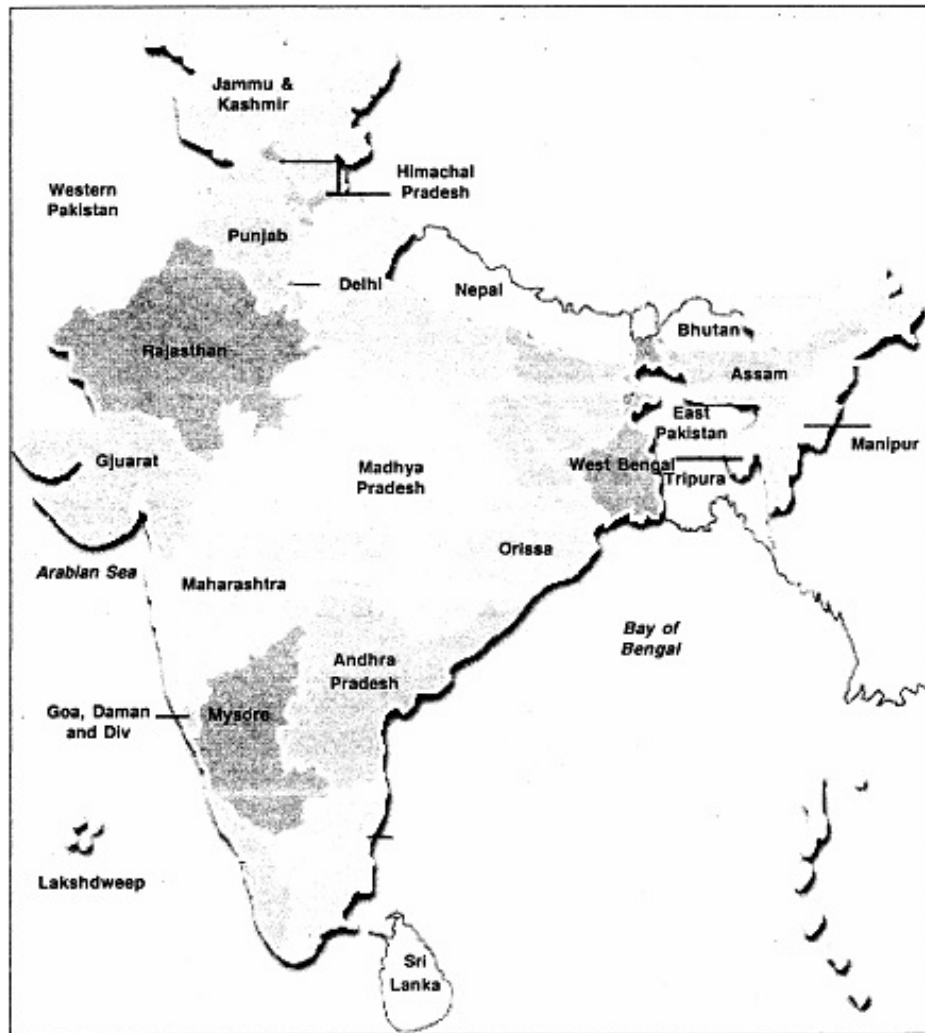 Jammu &
Kashmir
Himachal
Pradesh
Western
Pakistan
Punjab
Delhi
Nepal
Bhutan
Rajasthan
Assam
East
Pakistan
Manipur
Gjuarat
Madhya
Pradesh
West Bengal
Tripura
Orissa
Arabian Sea
Maharashtra
Bay of
Bengal
Andhra
Pradesh
Goa, Daman
and Div
Mysore
Lakshdweep
Sri
Lanka